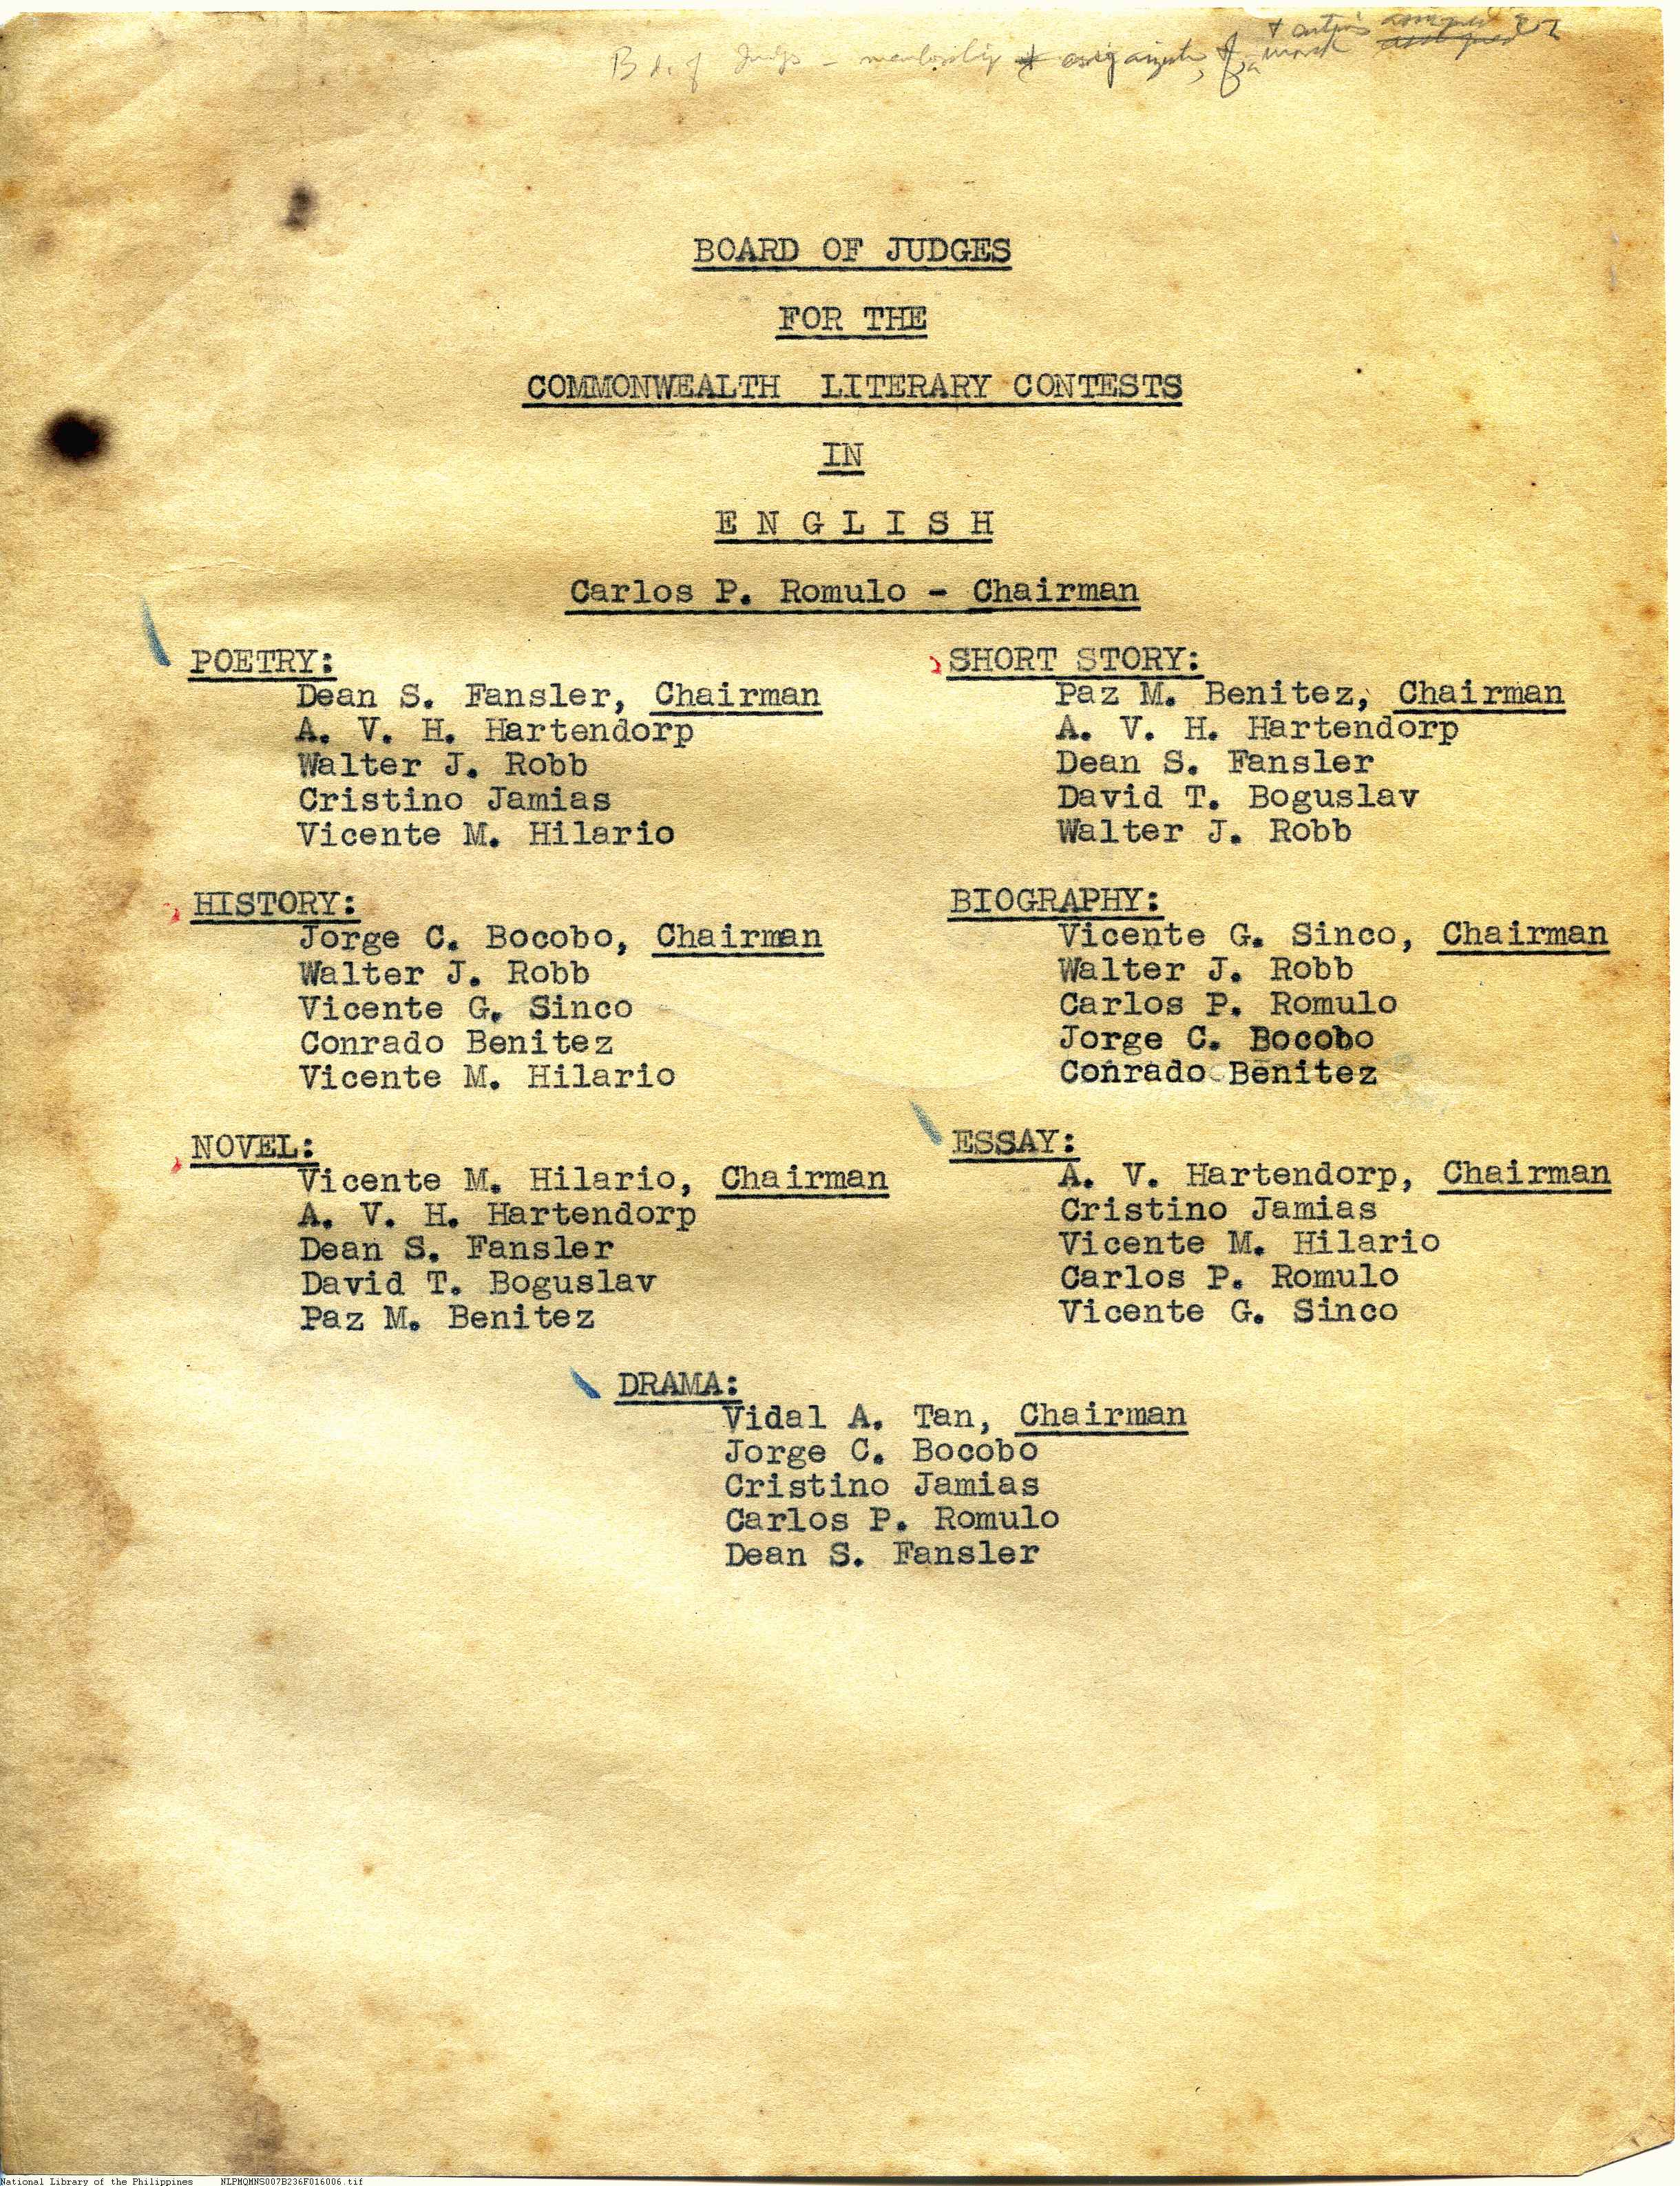 Bd. of Judges - membership
BOARD OF JUDGES
FOR THE
COMMONWEALTH LITERARY CONTESTS
IN
E N G L I S H
Carlos P. Romulo - Chairman
POETRY:
Dean S. Fansler, Chairman
A. V. H. Hartendorp
Walter J. Robb
Cristino Jamias
Vicente M. Hilario
SHORT STORY:
Paz M. Benitez, Chairman
A. V. H. Hartendorp
Dean S. Fansler
David T. Boguslav
Walter J. Robb
HISTORY:
Jorge C. Bocobo, Chairman
Walter J. Robb
Vicente G. Sinco
Conrado Benitez
Vicente M. Hilario
BIOGRAPHY:
Vicente G. Sinco, Chairman
Walter J. Robb
Carlos P. Romulo
Jorge C. Bocobo
Conrado Benitez
NOVEL:
Vicente M. Hilario, Chairman
A. V. H. Hartendorp
Dean S. Fansler
David T. Boguslav
Paz M. Benitez
ESSAY:
A. V. Hartendorp, Chairman
Cristino Jamias
Vicente M. Hilario
Carlos P. Romulo
Vicente G. Sinco
DRAMA:
Vidal A. Tan, Chairman
Jorge C. Bocobo
Cristino Jamias
Carlos P. Romulo
Dean S. Fansler
National Library of the Philippines NLPMQMNS007B236F016006.tif